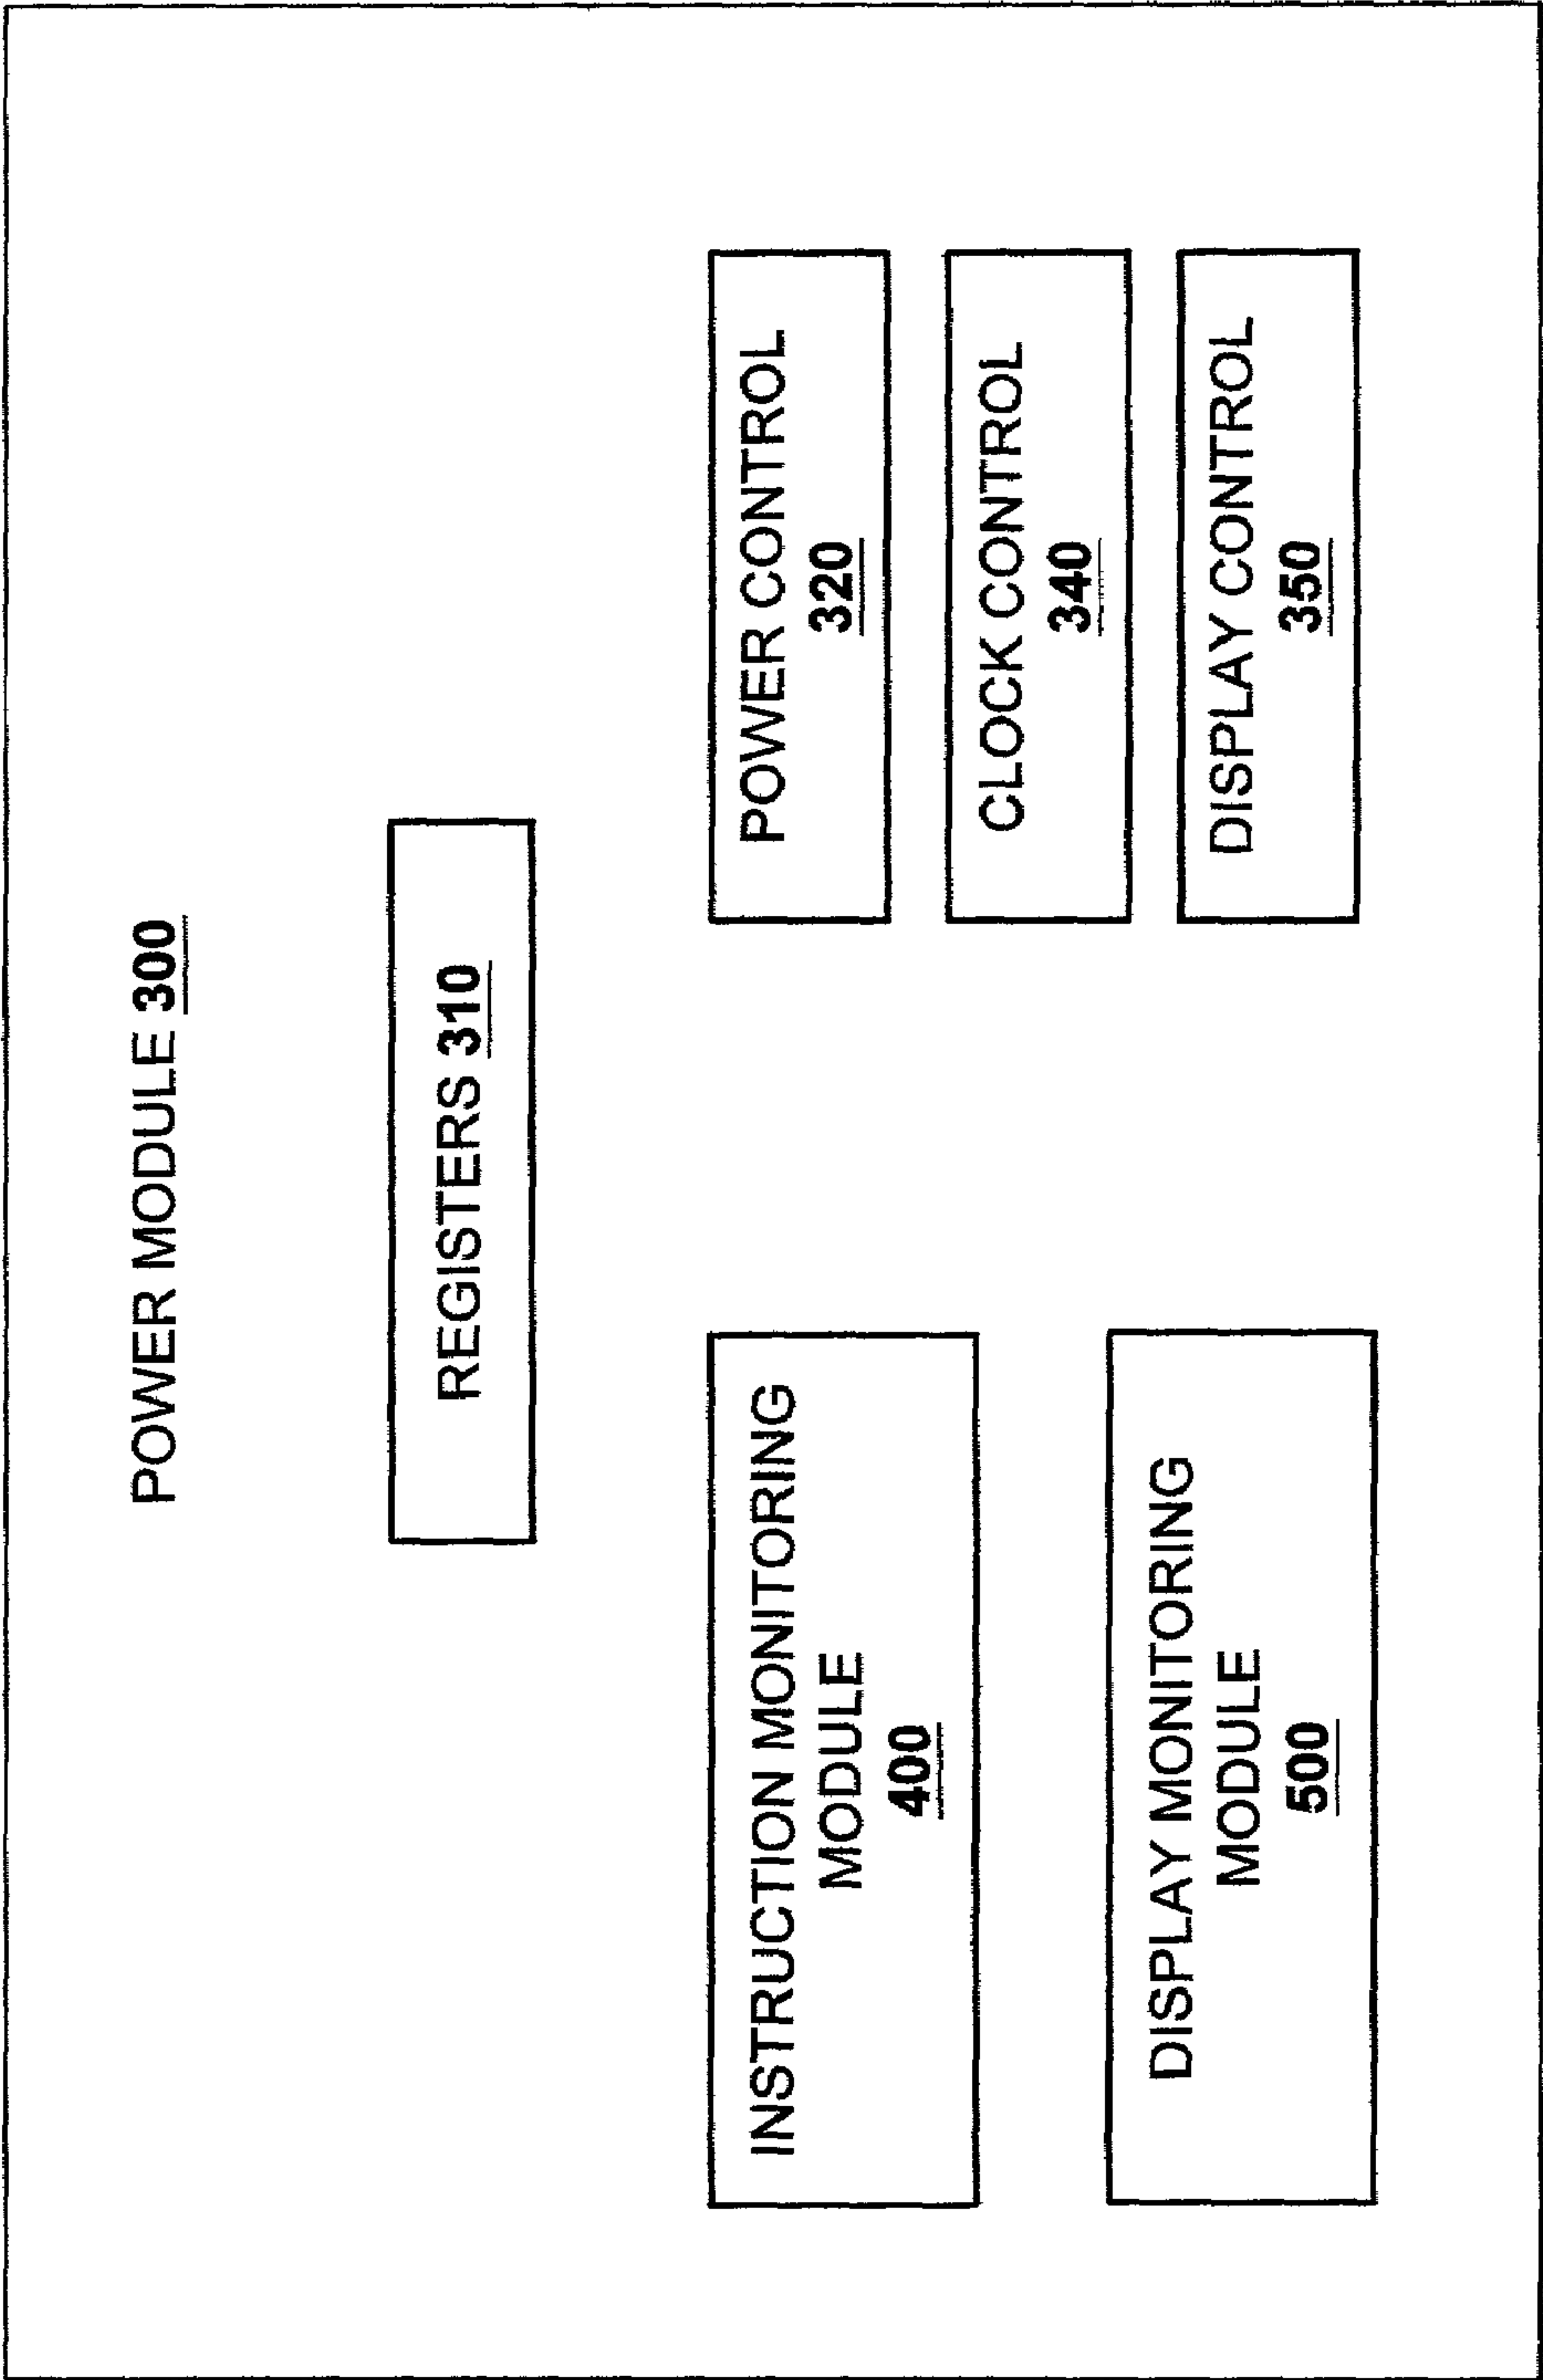 POWER MODULE 300
REGISTERS 310
INSTRUCTION MONITORING
MODULE
400
DISPLAY MONITORING
MODULE
500
POWER CONTROL
320
CLOCK CONTROL
340
DISPLAY CONTROL
350